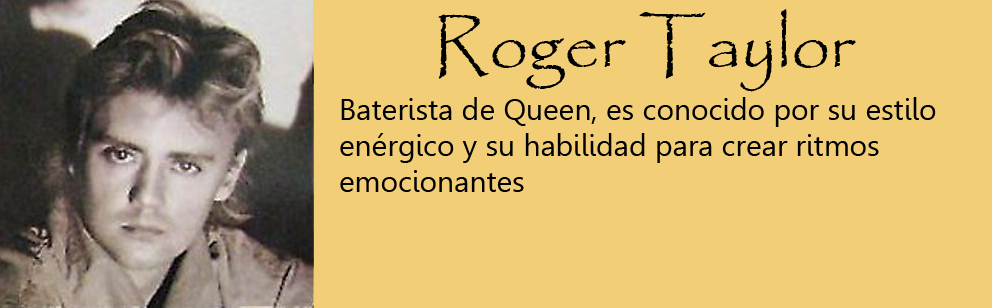 Roger Taylor
Baterista de Queen, es conocido por su estilo
enérgico y su habilidad para crear ritmos
emocionantes